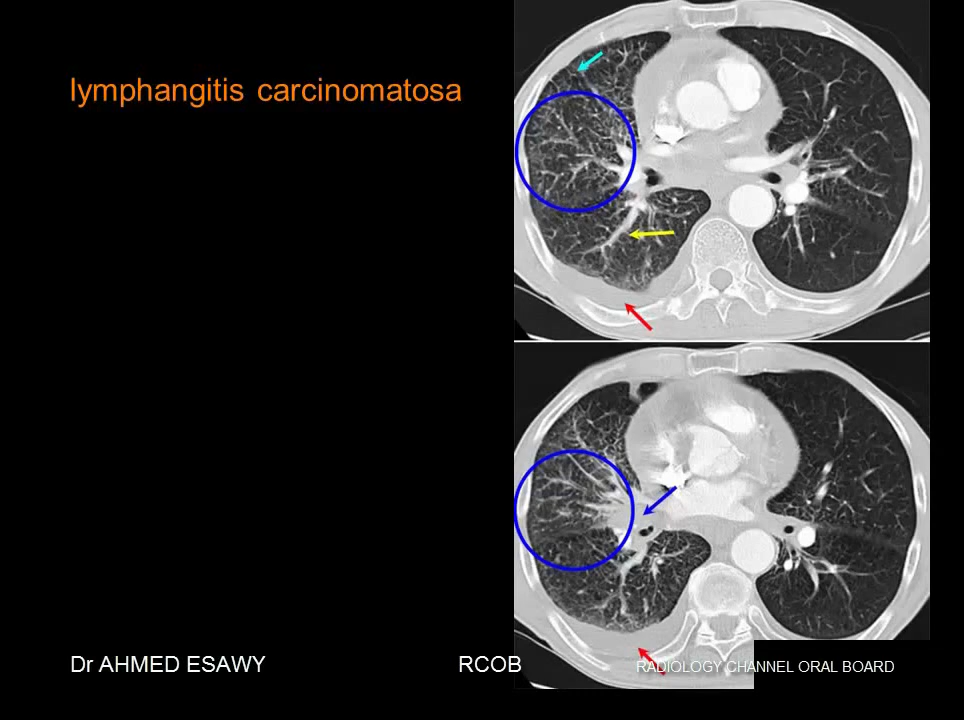 lymphangitis carcinomatosa
Dr AHMED ESAWY
RCOB
RADIOLOGY CHANNEL ORAL BOARD